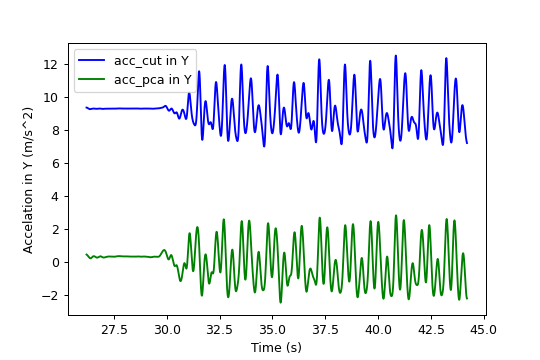 acc_cut in Y
acc_pca in Y
Accelation in Y (m/s^2)
12
10
8
6
4
2
0
−2
27.5 30.0 32.5 35.0 37.5 40.0 42.5 45.0
Time (s)